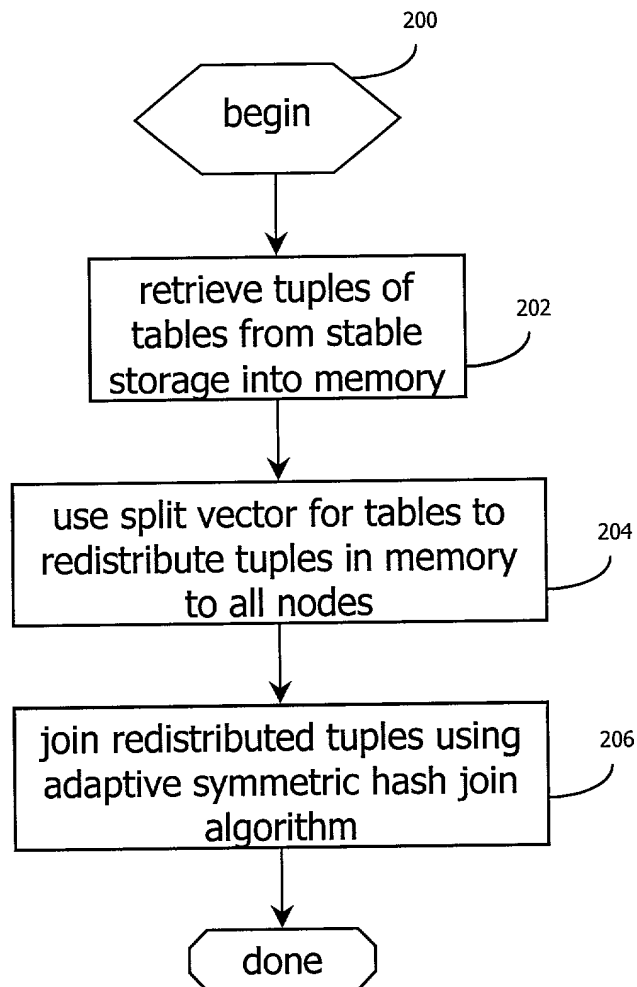 200
begin
retrieve tuples of
tables from stable
storage into memory
202
use split vector for tables to
redistribute tuples in memory
to all nodes
204
join redistributed tuples using
adaptive symmetric hash join
algorithm
206
done